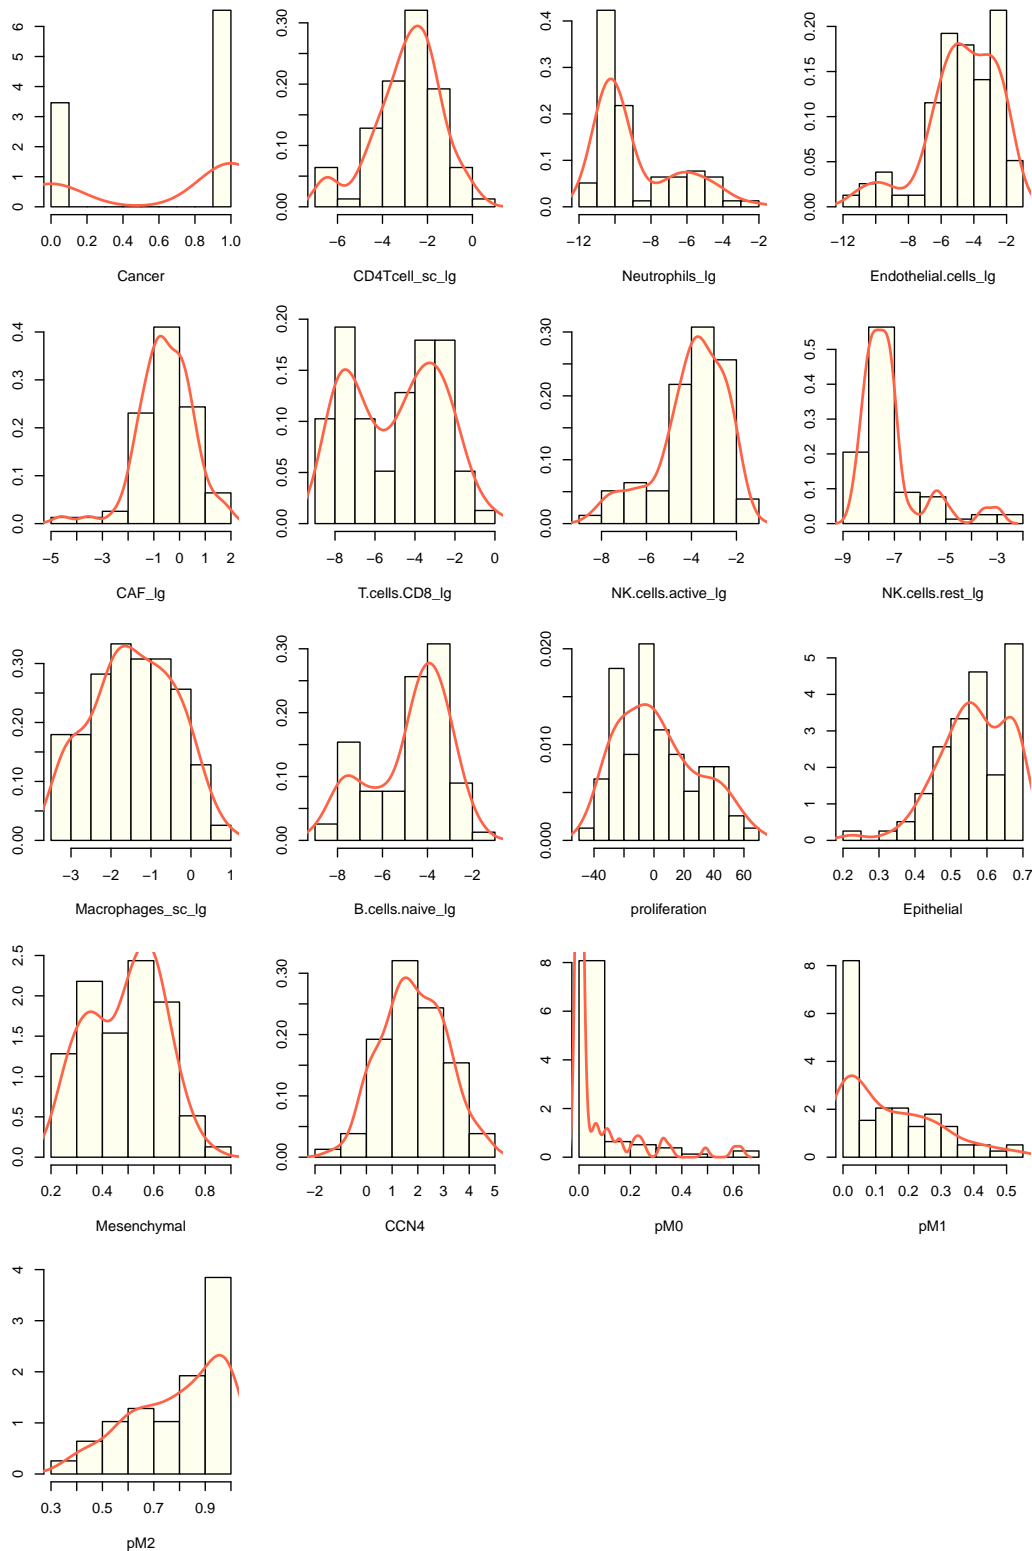 0 1 2 3 4 5 6
0.0 0.2 0.4 0.6 0.8 1.0
Cancer
0.00 0.10 0.20 0.30
−6 −4 −2 0
CD4Tcell_sc_lg
0.0 0.1 0.2 0.3 0.4
−12 −8 −6 −4 −2
Neutrophils_lg
0.00 0.05 0.10 0.15 0.20
−12 −8 −6 −4 −2
Endothelial.cells_lg
0.0 0.1 0.2 0.3 0.4
−5 −3 −1 0 1 2
CAF_lg
0.00 0.05 0.10 0.15 0.20
−8 −6 −4 −2 0
T.cells.CD8_lg
0.00 0.10 0.20 0.30
−8 −6 −4 −2
NK.cells.active_lg
0.0 0.1 0.2 0.3 0.4 0.5
−9 −7 −5 −3
NK.cells.rest_lg
0.00 0.10 0.20 0.30
−3 −2 −1 0 1
Macrophages_sc_lg
0.00 0.10 0.20 0.30
−8 −6 −4 −2
B.cells.naive_lg
0.000 0.010 0.020
−40 0 20 40 60
proliferation
0 1 2 3 4 5
0.2 0.3 0.4 0.5 0.6 0.7
Epithelial
0.0 0.5 1.0 1.5 2.0 2.5
0.2 0.4 0.6 0.8
Mesenchymal
0.00 0.10 0.20 0.30
−2 0 1 2 3 4 5
CCN4
0 2 4 6 8
0.0 0.2 0.4 0.6
pM0
0 2 4 6 8
0.0 0.1 0.2 0.3 0.4 0.5
pM1
0 1 2 3 4
0.3 0.5 0.7 0.9
pM2